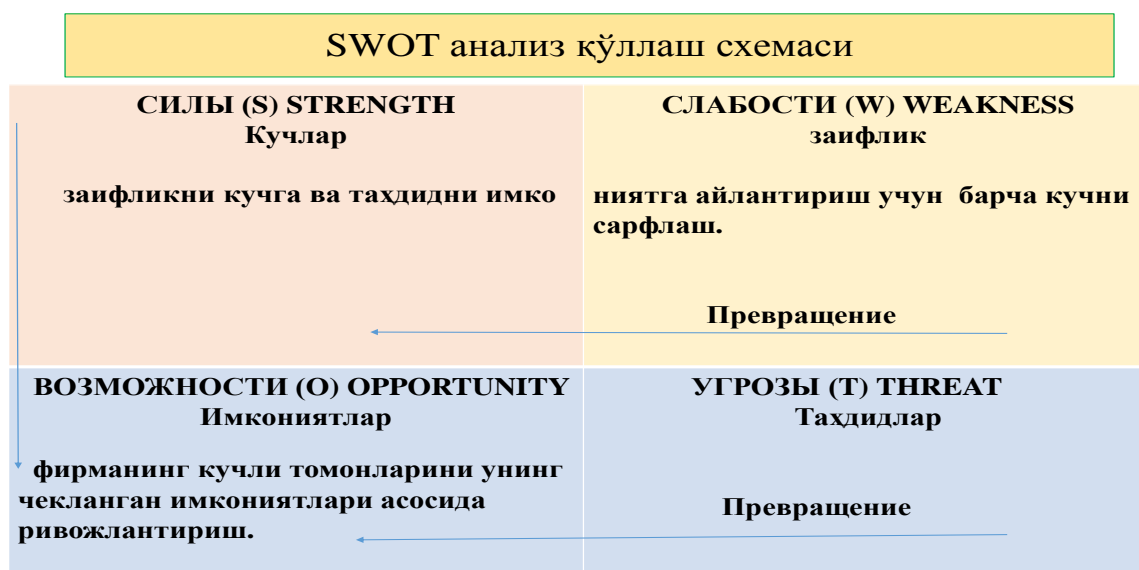 SWOT анализ қўллаш схемаси
СИЛЫ (S) STRENGTH
Кучлар
заифликни кучга ва таҳдидни имко
СЛАБОСТИ (W) WEAKNESS
заифлик
ниятга айлантириш учун барча кучни
сарфлаш.
Превращение
ВОЗМОЖНОСТИ (O) OPPORTUNITY
Имкониятлар
фирманинг кучли томонларини унинг
чекланган имкониятлари асосида
ривожлантириш.
УГРОЗЫ (T) THREAT
Таҳдидлар
Превращение